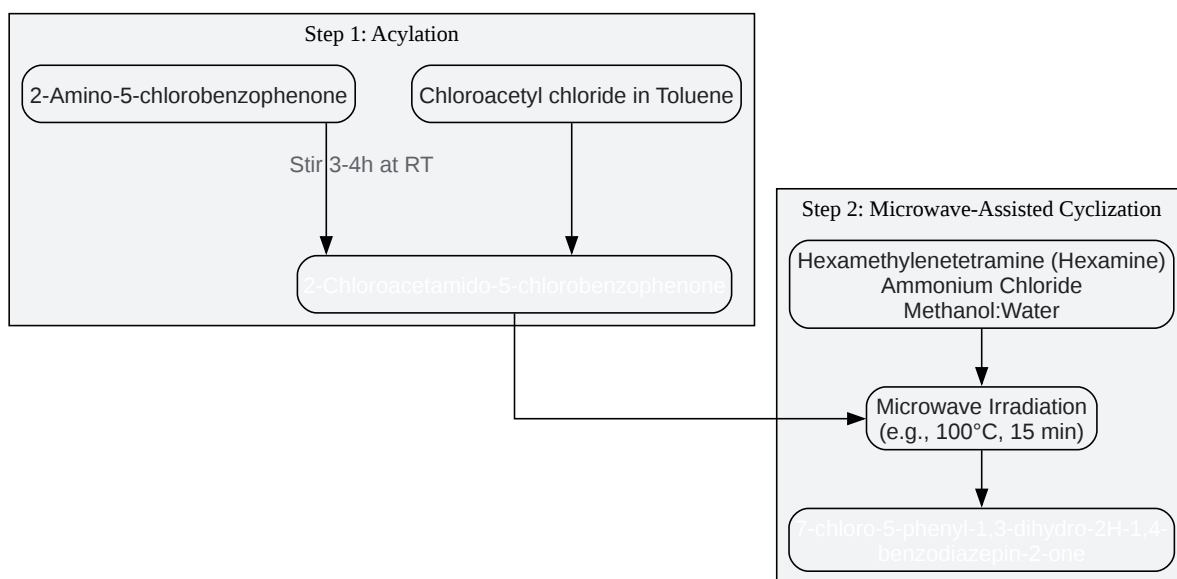 Step 1: Acylation
2-Amino-5-chlorobenzophenone
Chloroacetyl chloride in Toluene
Stir 3-4h at RT
2-Chloroacetamido-5-chlorobenzophenone
Step 2: Microwave-Assisted Cyclization
Hexamethylenetetramine (Hexamine)
Ammonium Chloride
Methanol:Water
Microwave Irradiation
(e.g., 100°C, 15 min)
7-chloro-5-phenyl-1,3-dihydro-2H-1,4-
benzodiazepin-2-one